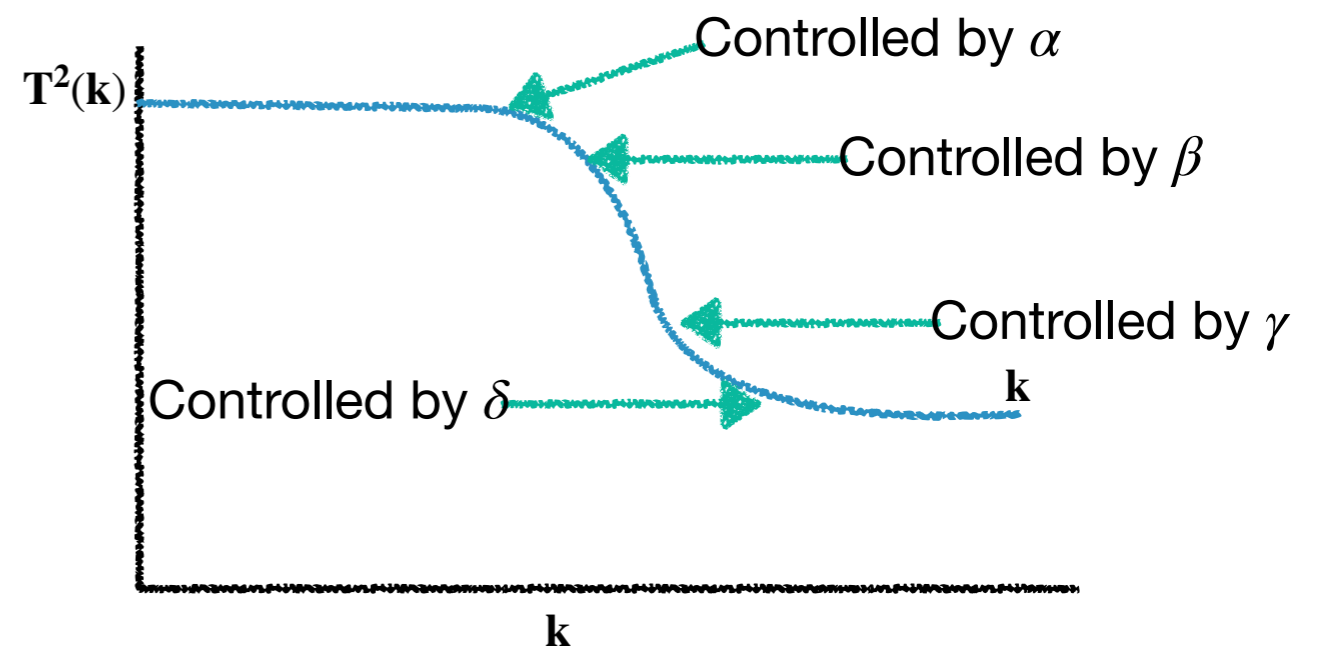 Controlled by α
T²(k)
Controlled by β
Controlled by γ
k
Controlled by δ
k